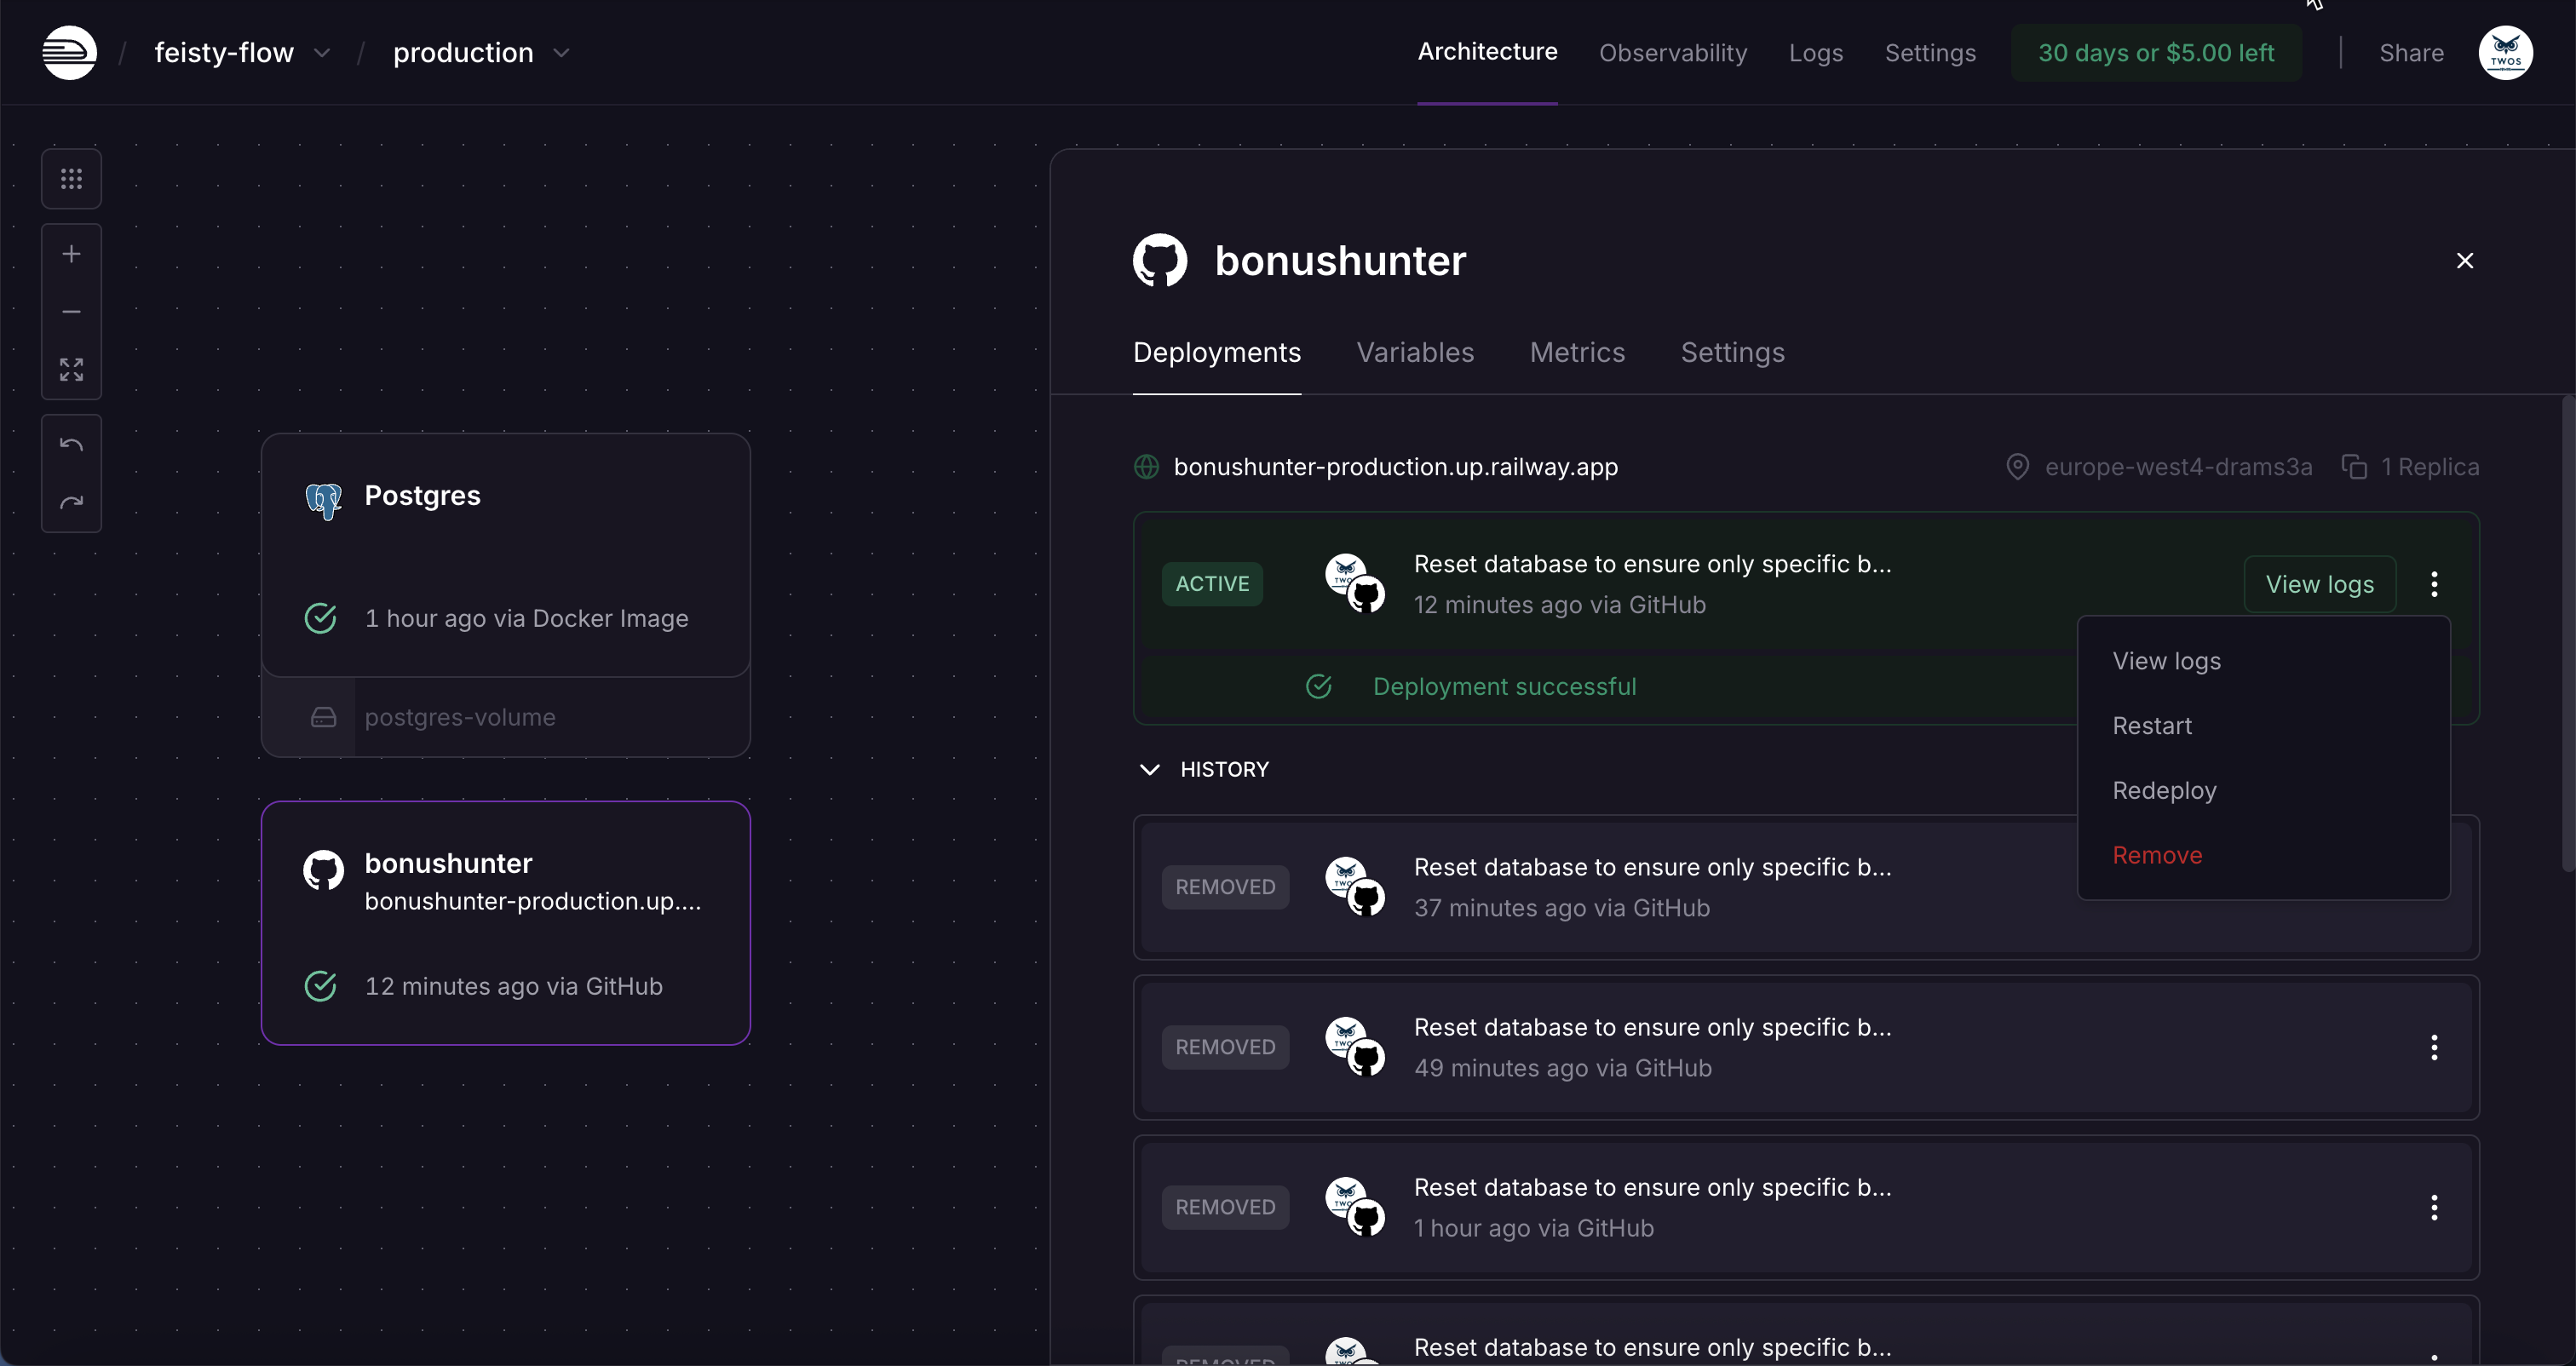 / feisty-flow / production
Architecture Observability Logs Settings 30 days or $5.00 left Share TWOS
Postgres
1 hour ago via Docker Image
postgres-volume
bonushunter
bonushunter-production.up....
12 minutes ago via GitHub
bonushunter
Deployments Variables Metrics Settings
bonushunter-production.up.railway.app europe-west4-drams3a 1 Replica
ACTIVE Reset database to ensure only specific b...
12 minutes ago via GitHub
View logs
Deployment successful
View logs
Restart
Redeploy
Remove
HISTORY
REMOVED Reset database to ensure only specific b...
37 minutes ago via GitHub
REMOVED Reset database to ensure only specific b...
49 minutes ago via GitHub
REMOVED Reset database to ensure only specific b...
1 hour ago via GitHub
REMOVED Reset database to ensure only specific b...